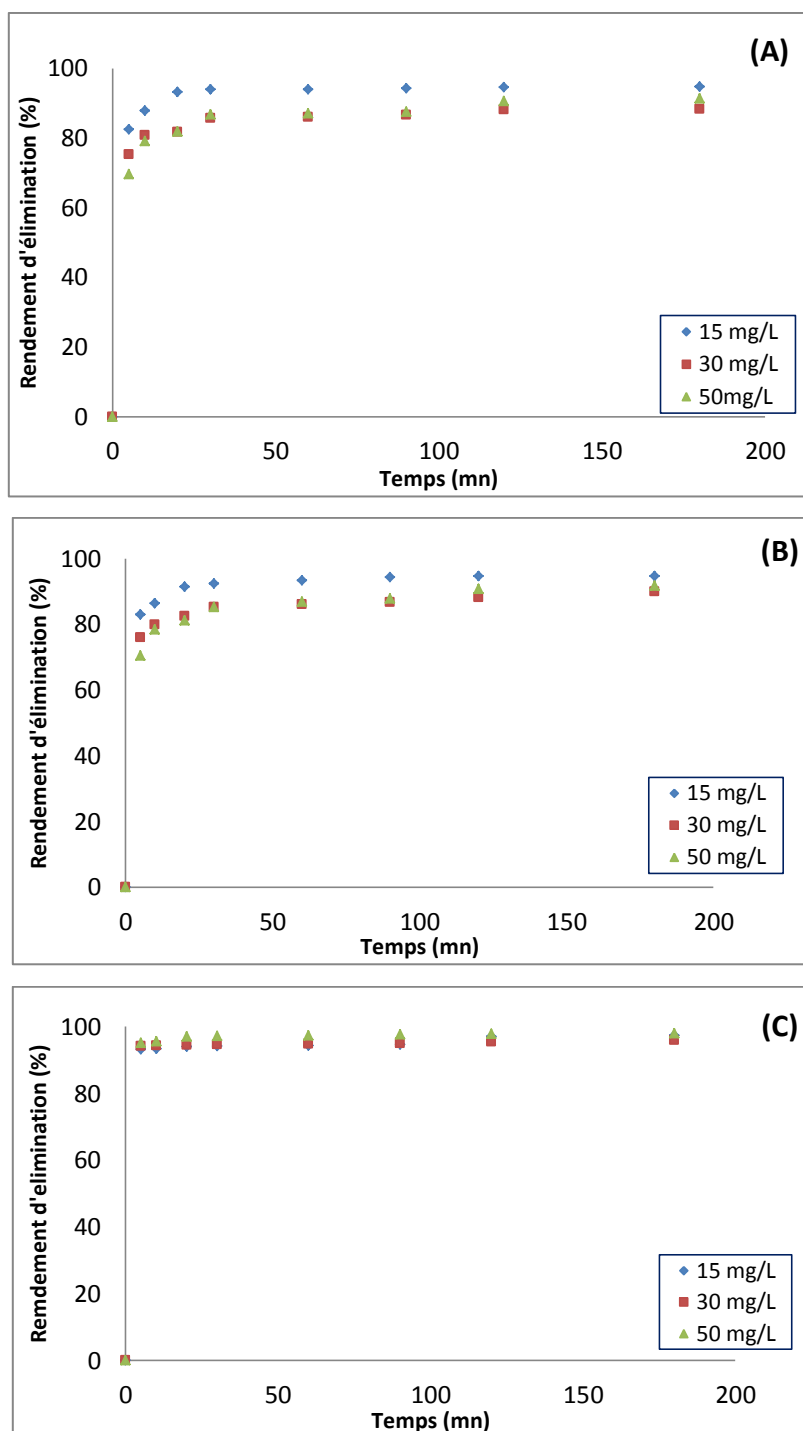 (A)
Rendement d'élimination (%)
100
80
60
40
20
0
15 mg/L
30 mg/L
50mg/L
0 50 100 150 200
Temps (mn)
(B)
Rendement d'élimination (%)
100
80
60
40
20
0
15 mg/L
30 mg/L
50 mg/L
0 50 100 150 200
Temps (mn)
(C)
Remdement d'elimination (%)
100
80
60
40
20
0
15 mg/L
30 mg/L
50 mg/L
0 50 100 150 200
Temps (mn)